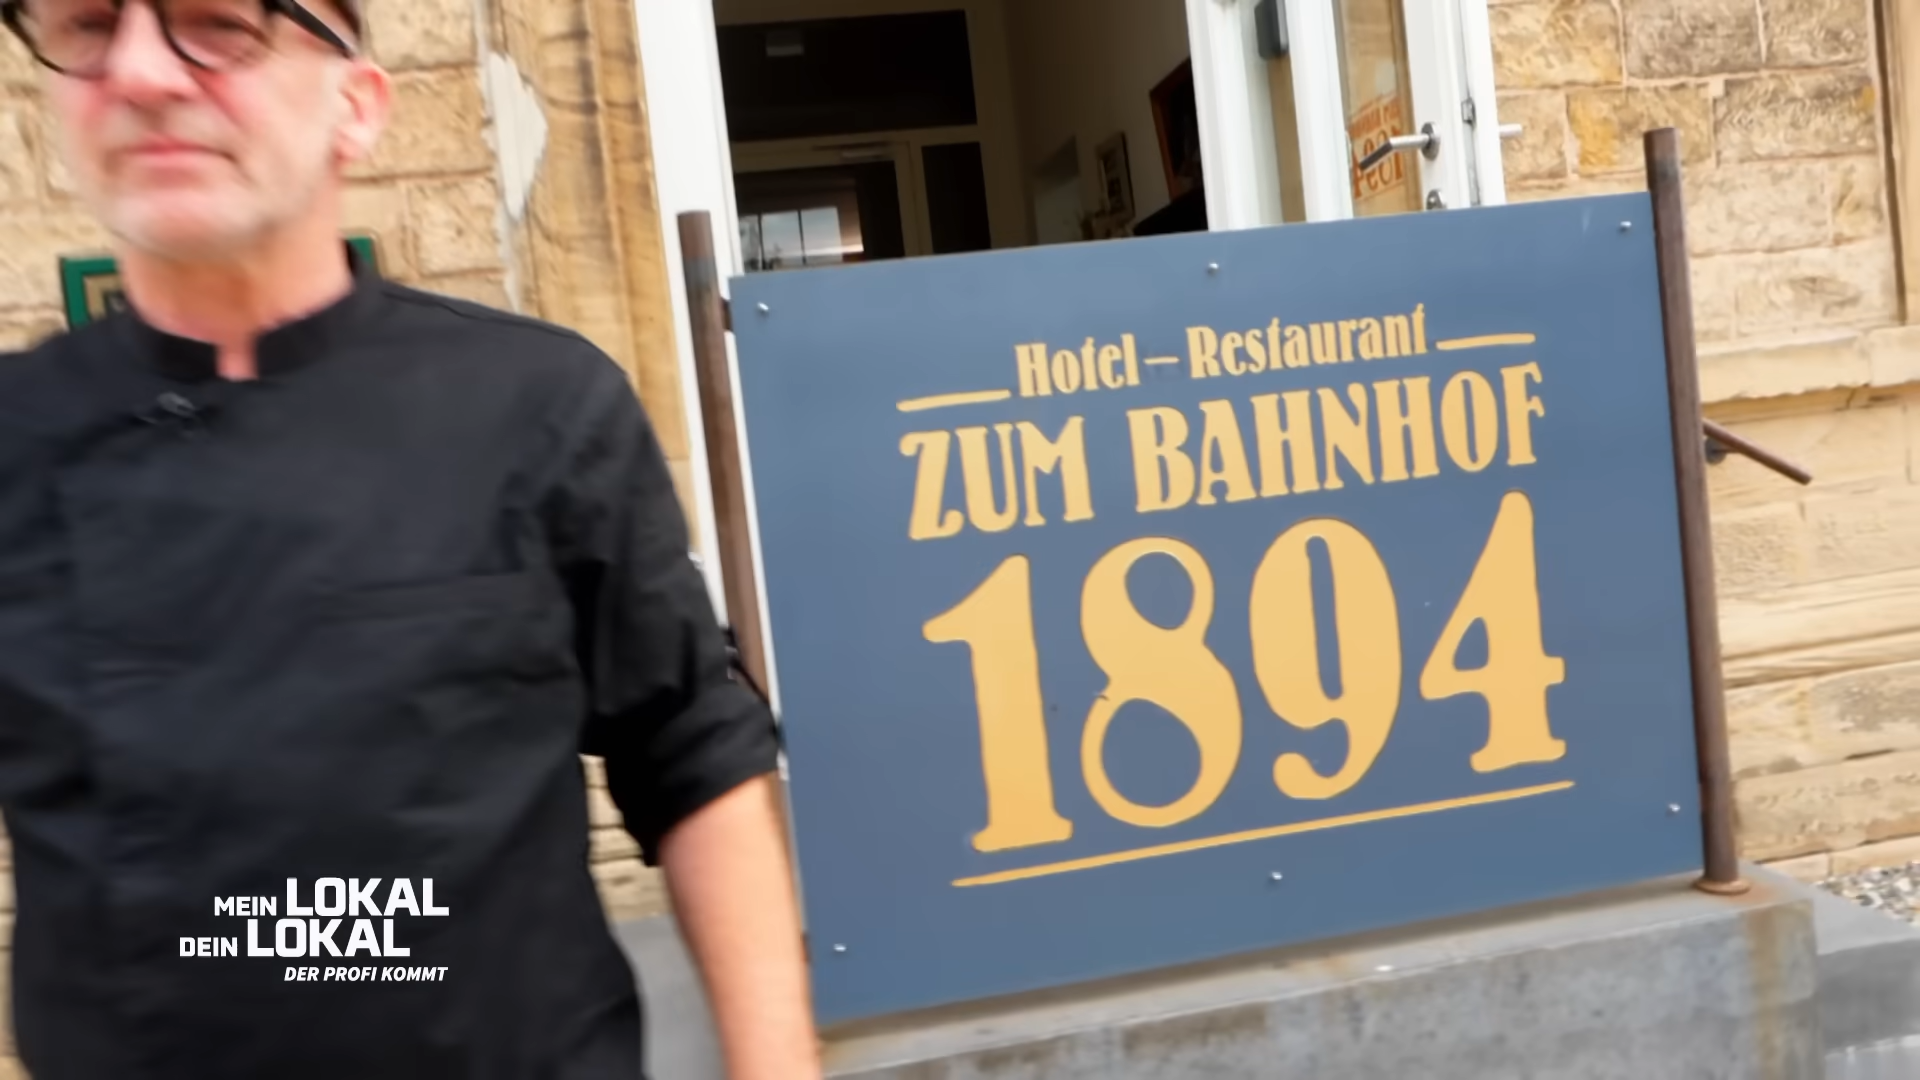 Hotel – Restaurant
ZUM BAHNHOF
1894
MEIN LOKAL
DEIN LOKAL
DER PROFI KOMMT